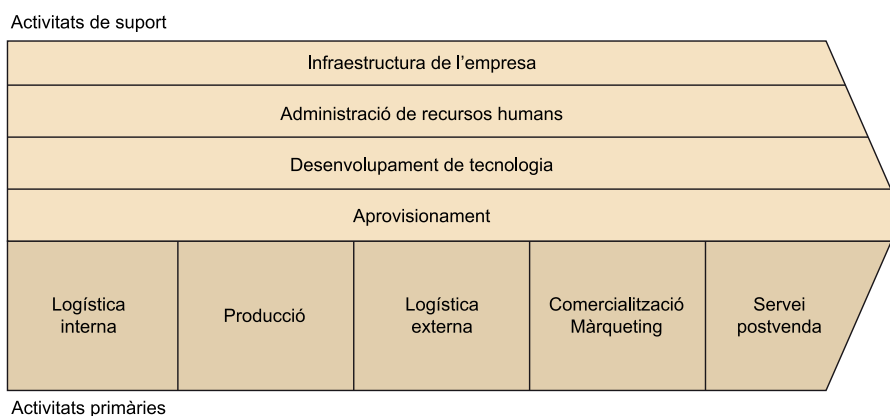 Activitats de suport
Infraestructura de l’empresa
Administració de recursos humans
Desenvolupament de tecnologia
Aprovisionament
Logística
interna
Producció
Logística
externa
Comercialització
Màrqueting
Servei
postvenda
Activitats primàries